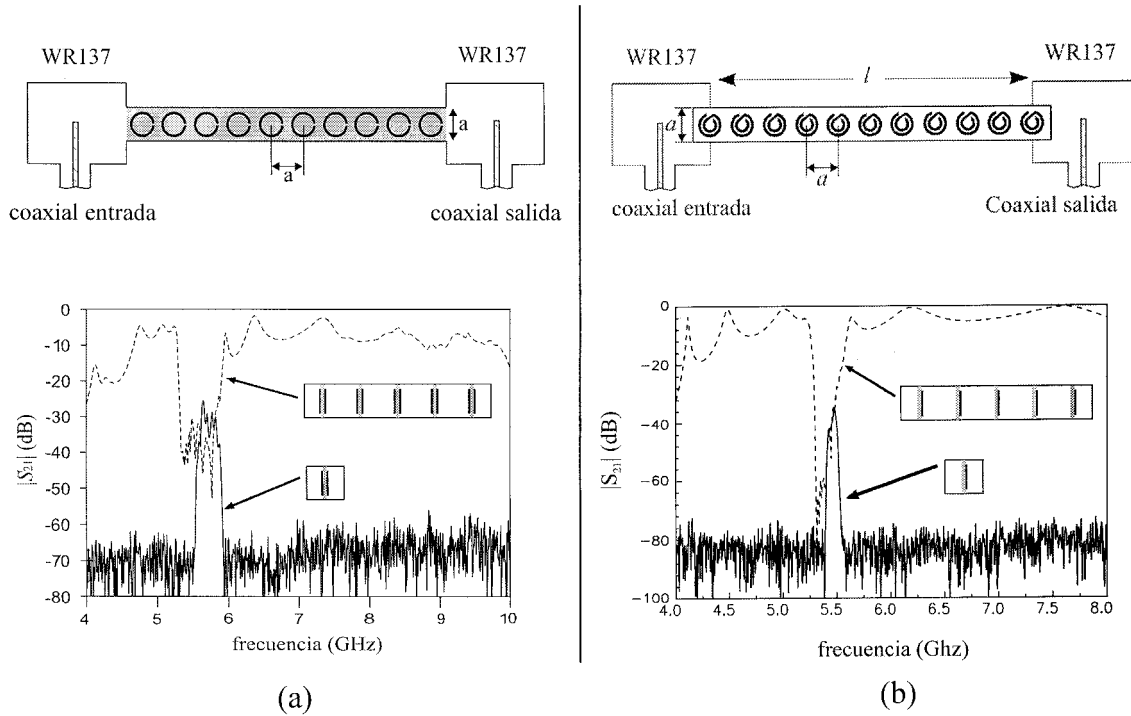 WR137
WR137
a
a
coaxial entrada
coaxial salida
0
-10
-20
-30
-40
-50
-60
-70
-80
|S21| (dB)
4
5
6
7
8
9
10
frecuencia (GHz)
(a)
WR137
WR137
l
a
a
coaxial entrada
Coaxial salida
0
-20
-40
-60
-80
-100
|S21| (dB)
4.0
4.5
5.0
5.5
6.0
6.5
7.0
7.5
8.0
frecuencia (Ghz)
(b)